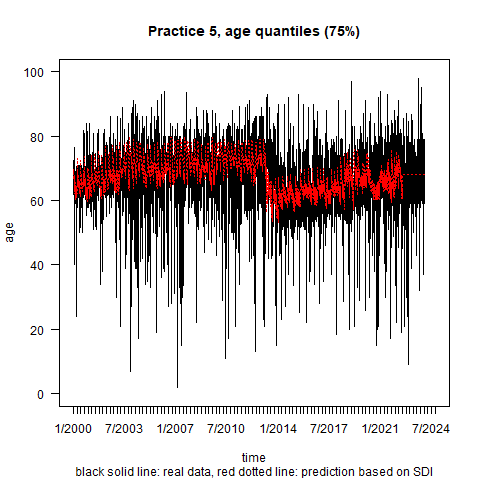 Practice 5, age quantiles (75%)
100
80
60
40
20
0
age
1/2000 7/2003 1/2007 7/2010 1/2014 7/2017 1/2021 7/2024
time
black solid line: real data, red dotted line: prediction based on SDI